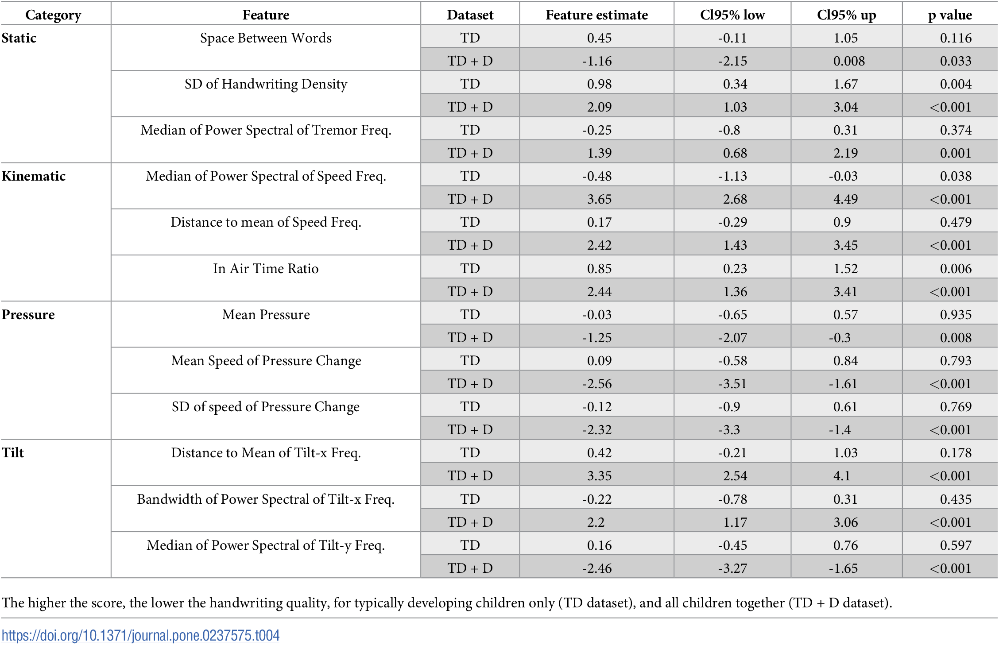 Category Feature Dataset Feature estimate Cl95% low Cl95% up p value
Static Space Between Words TD 0.45 -0.11 1.05 0.116
TD + D -1.16 -2.15 0.008 0.033
SD of Handwriting Density TD 0.98 0.34 1.67 0.004
TD + D 2.09 1.03 3.04 <0.001
Median of Power Spectral of Tremor Freq. TD -0.25 -0.8 0.31 0.374
TD + D 1.39 0.68 2.19 0.001
Kinematic Median of Power Spectral of Speed Freq. TD -0.48 -1.13 -0.03 0.038
TD + D 3.65 2.68 4.49 <0.001
Distance to mean of Speed Freq. TD 0.17 -0.29 0.9 0.479
TD + D 2.42 1.43 3.45 <0.001
In Air Time Ratio TD 0.85 0.23 1.52 0.006
TD + D 2.44 1.36 3.41 <0.001
Pressure Mean Pressure TD -0.03 -0.65 0.57 0.935
TD + D -1.25 -2.07 -0.3 0.008
Mean Speed of Pressure Change TD 0.09 -0.58 0.84 0.793
TD + D -2.56 -3.51 -1.61 <0.001
SD of speed of Pressure Change TD -0.12 -0.9 0.61 0.769
TD + D -2.32 -3.3 -1.4 <0.001
Tilt Distance to Mean of Tilt-x Freq. TD 0.42 -0.21 1.03 0.178
TD + D 3.35 2.54 4.1 <0.001
Bandwidth of Power Spectral of Tilt-x Freq. TD -0.22 -0.78 0.31 0.435
TD + D 2.2 1.17 3.06 <0.001
Median of Power Spectral of Tilt-y Freq. TD 0.16 -0.45 0.76 0.597
TD + D -2.46 -3.27 -1.65 <0.001
The higher the score, the lower the handwriting quality, for typically developing children only (TD dataset), and all children together (TD + D dataset).
https://doi.org/10.1371/journal.pone.0237575.t004